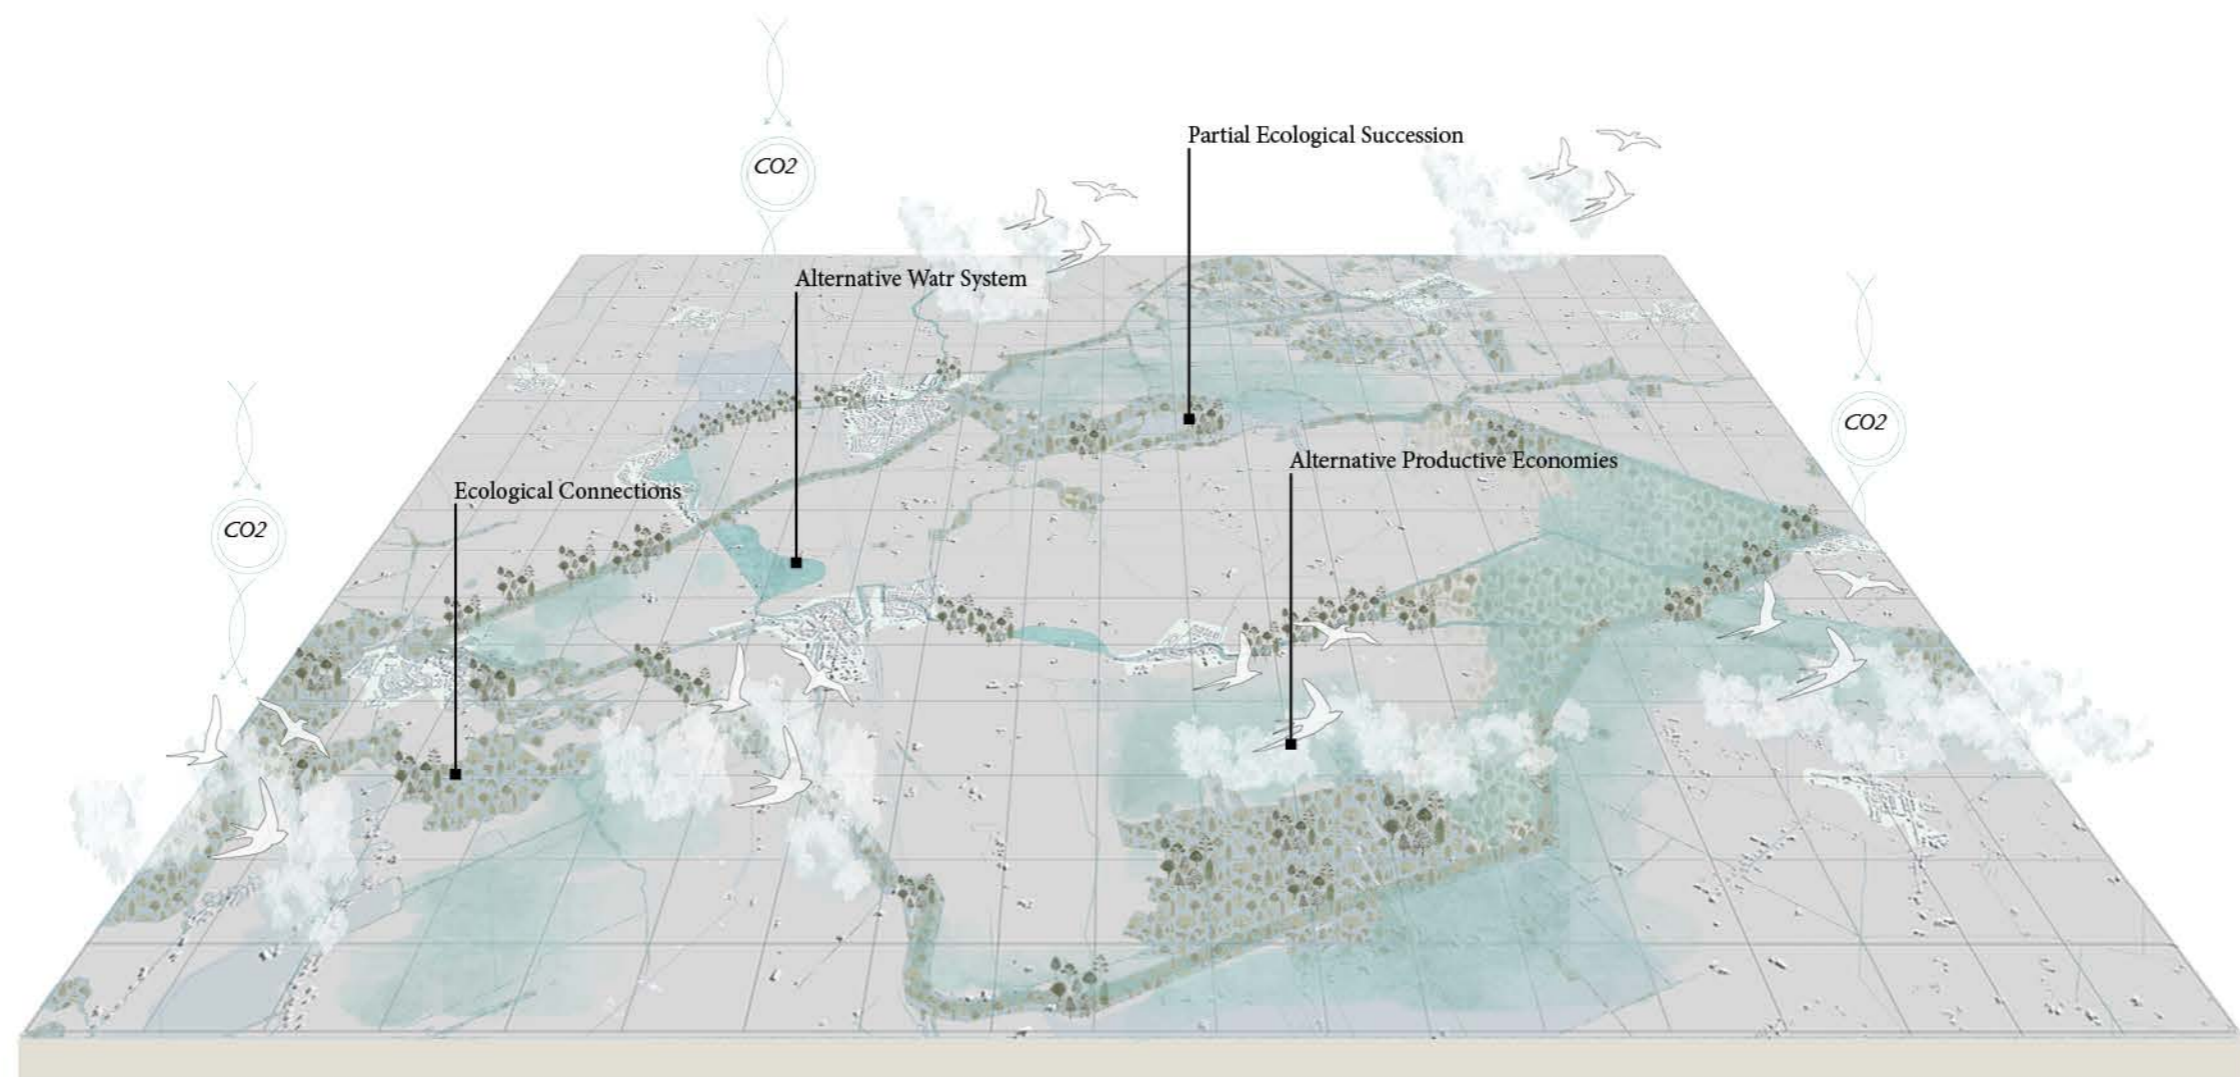 CO2
Partial Ecological Succession
Alternative Watr System
CO2
Alternative Productive Economies
Ecological Connections
CO2